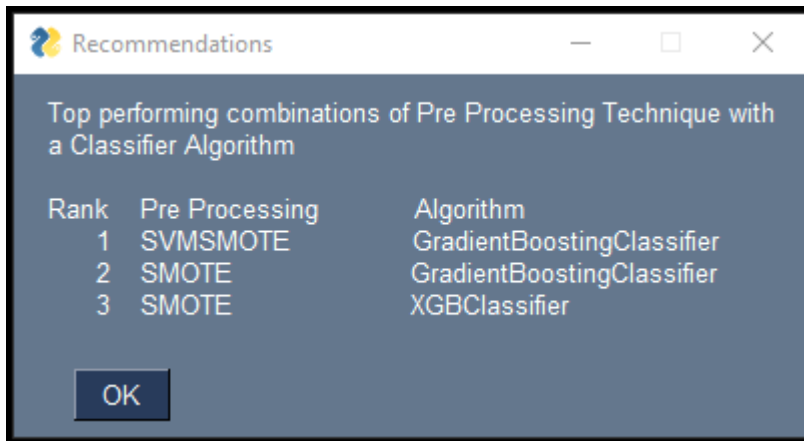 Recommendations
Top performing combinations of Pre Processing Technique with
a Classifier Algorithm
Rank Pre Processing Algorithm
1 SVMSMOTE GradientBoostingClassifier
2 SMOTE GradientBoostingClassifier
3 SMOTE XGBClassifier
OK